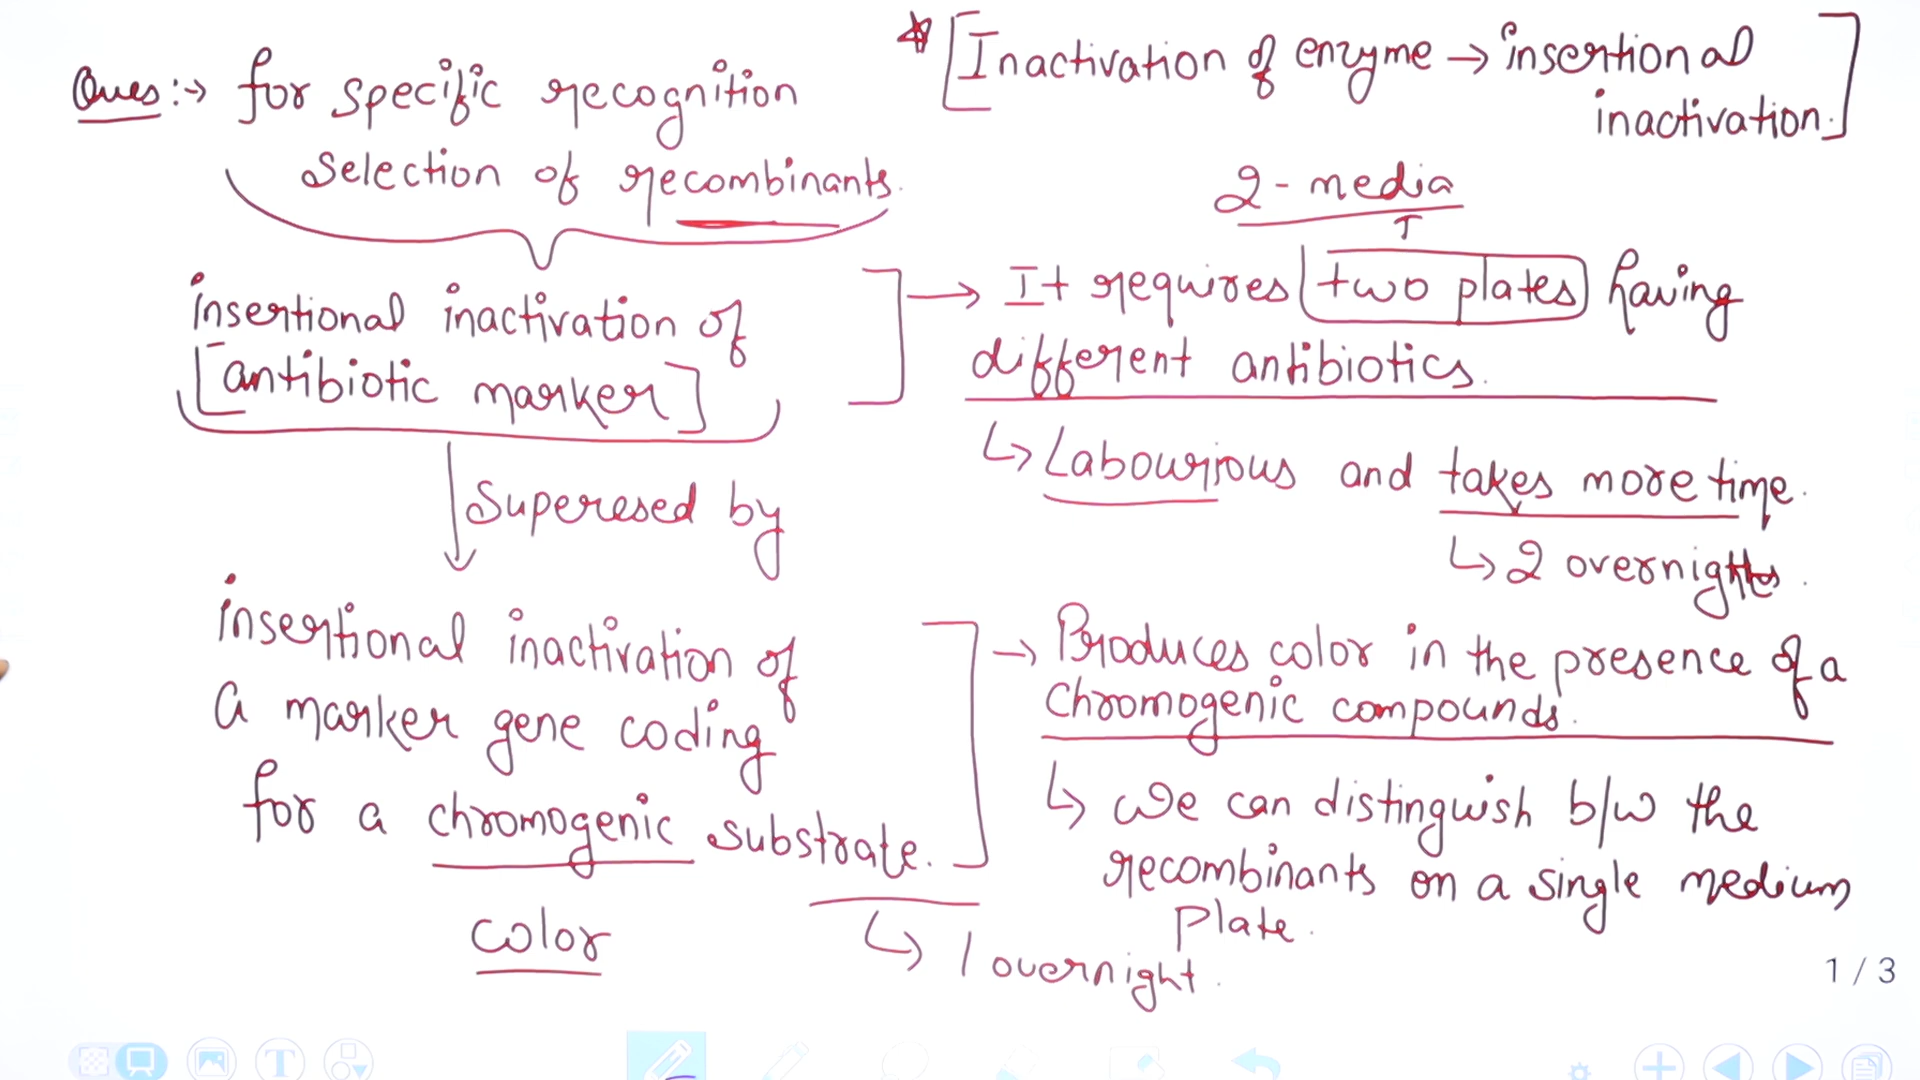 Ques :→ for specific recognition
selection of recombinants.
* [Inactivation of enzyme → insertional
inactivation.]
insertional inactivation of
[antibiotic marker]
2 - media
→ It requires two plates having
different antibiotics.
↳ Labourious and takes more time.
↳ 2 overnights.
↓ Superesed by
insertional inactivation of
a marker gene coding
for a chromogenic substrate.
color
↳ 1 overnight.
→ Produces color in the presence of a
chromogenic compounds.
↳ We can distinguish b/w the
recombinants on a single medium
plate.
1 / 3
T